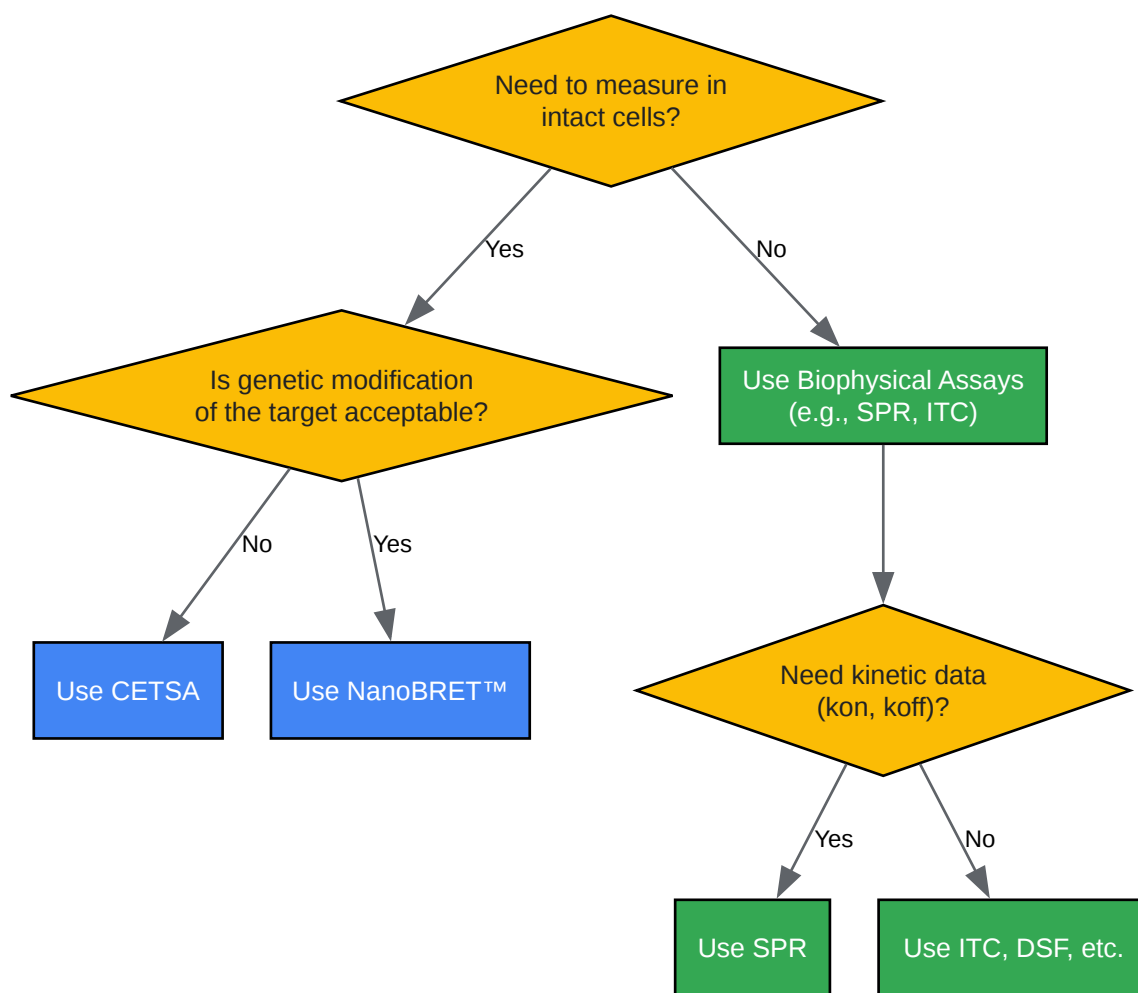 Need to measure in
intact cells?
Yes
No
Is genetic modification
of the target acceptable?
Use Biophysical Assays
(e.g., SPR, ITC)
No
Yes
Use CETSA
Use NanoBRET™
Need kinetic data
(kon, koff)?
Yes
No
Use SPR
Use ITC, DSF, etc.